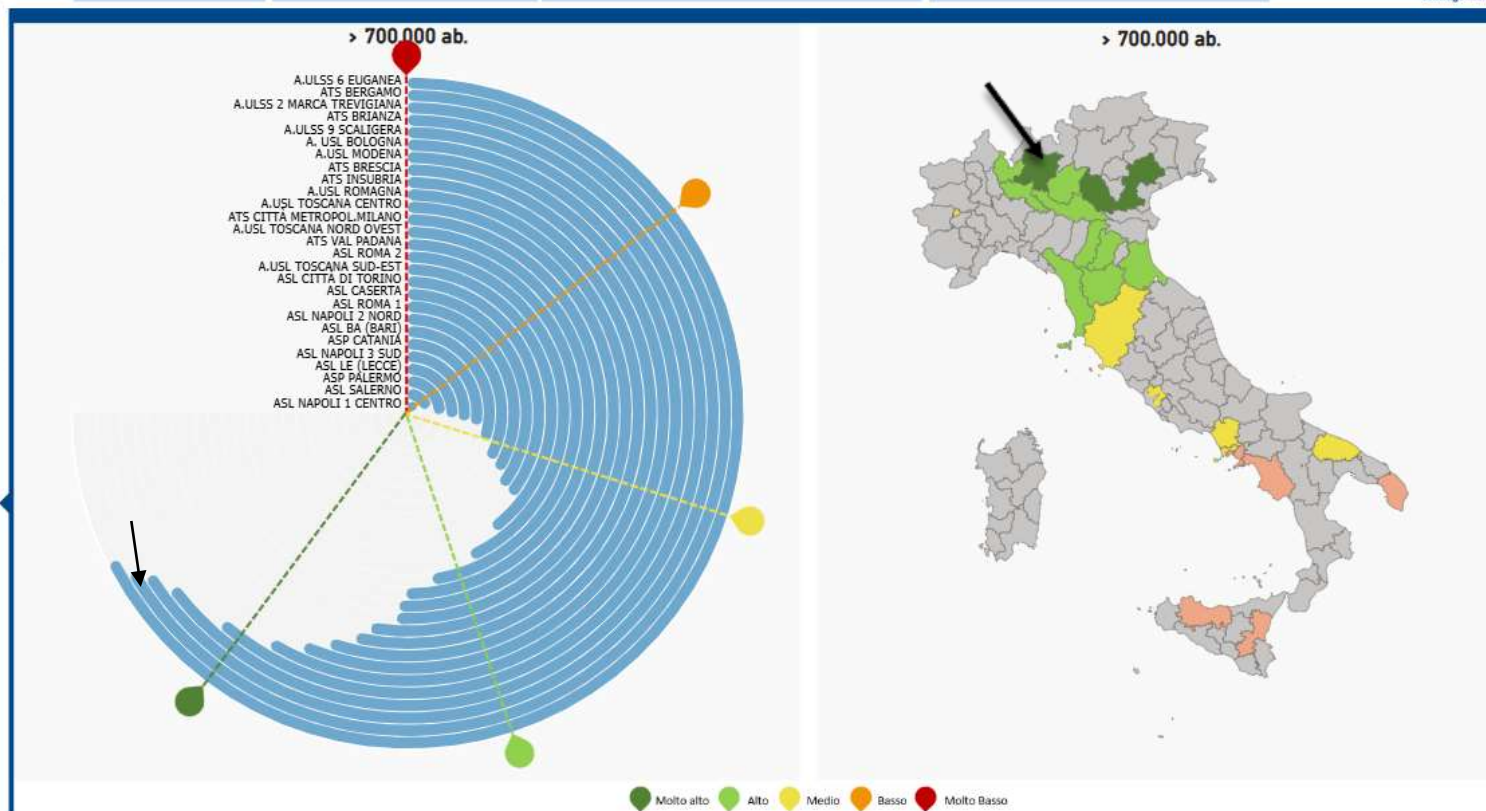 > 700.000 ab.
A.ULSS 6 EUGANEA
ATS BERGAMO
A.ULSS 2 MARCA TREVIGIANA
ATS BRIANZA
A.ULSS 9 SCALIGERA
A. USL BOLOGNA
A.USL MODENA
ATS BRESCIA
ATS INSUBRIA
A.USL ROMAGNA
A.USL TOSCANA CENTRO
ATS CITTÀ METROPOL.MILANO
A.USL TOSCANA NORD OVEST
ATS VAL PADANA
ASL ROMA 2
A.USL TOSCANA SUD-EST
ASL CITTÀ DI TORINO
ASL CASERTA
ASL ROMA 1
ASL NAPOLI 2 NORD
ASL BA (BARI)
ASP CATANIA
ASL NAPOLI 3 SUD
ASL LE (LECCE)
ASP PALERMO
ASL SALERNO
ASL NAPOLI 1 CENTRO
> 700.000 ab.
Molto alto Alto Medio Basso Molto Basso